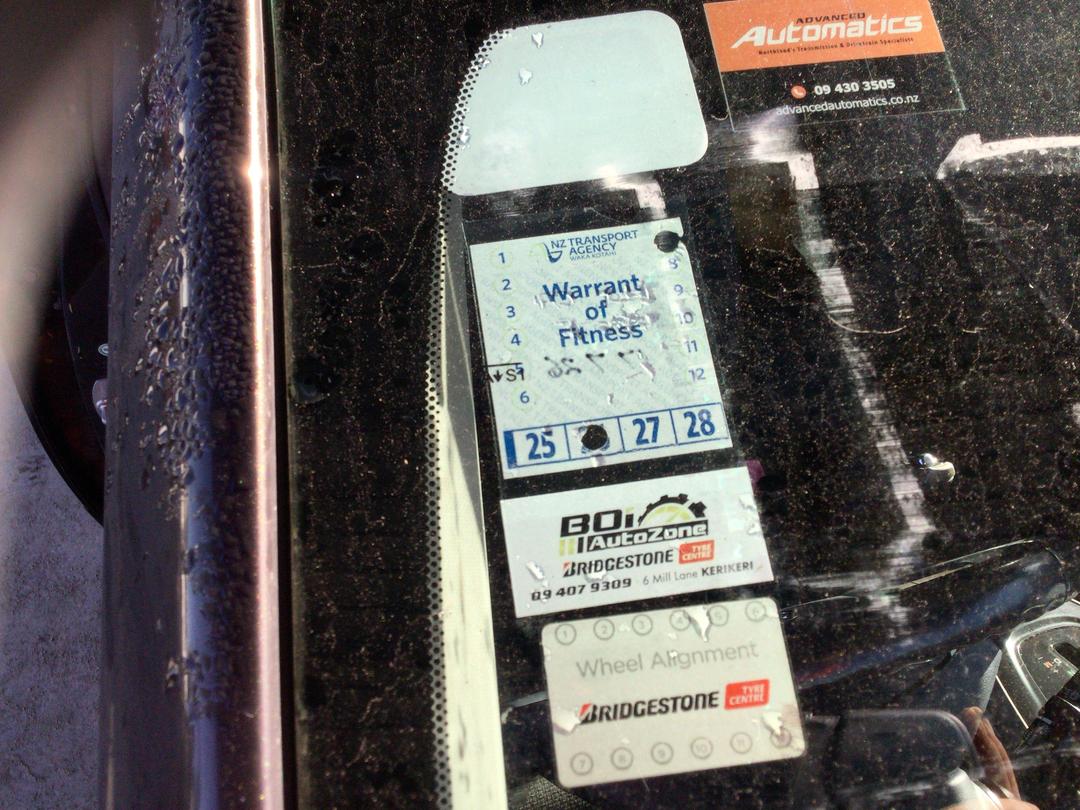 ADVANCED
Automatics
Northland's Transmission & Drivetrain Specialists
09 430 3505
advancedautomatics.co.nz
NZ TRANSPORT
AGENCY
WAKA KOTAHI
Warrant
of
Fitness
1
2
3
4
5
6
8
9
10
11
12
25 27 28
BOi
AutoZone
BRIDGESTONE TYRE CENTRE
09 407 9309 6 Mill Lane KERIKERI
1 2 3 4 5 6
Wheel Alignment
BRIDGESTONE TYRE CENTRE
7 8 9 10 11